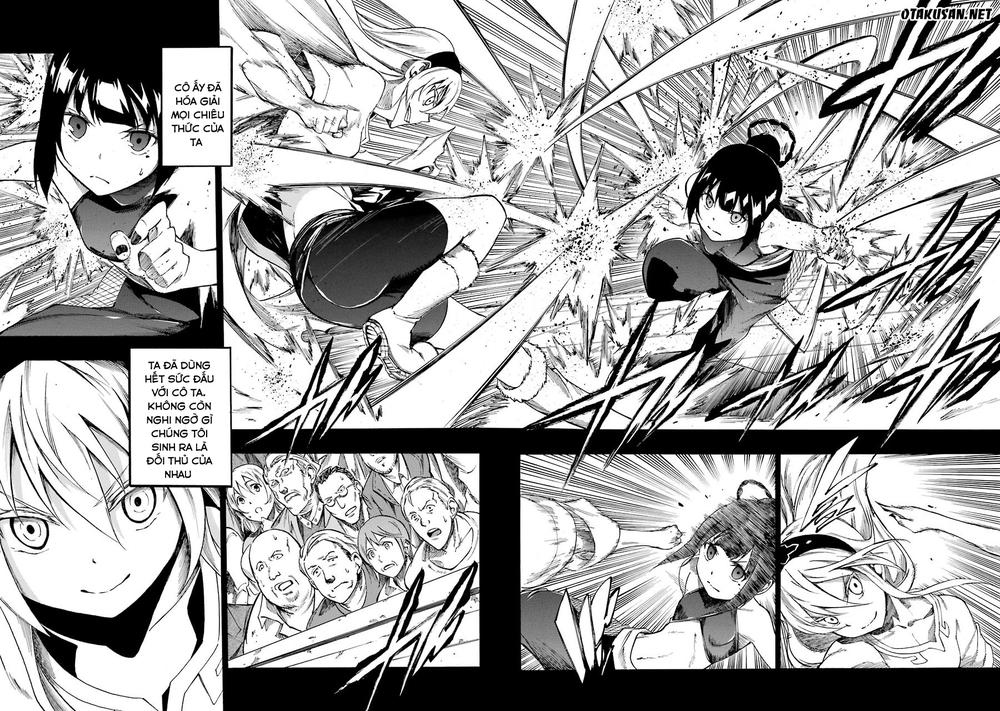 OTAKUSAN.NET
CÔ ẤY ĐÃ
HÓA GIẢI
MỌI CHIÊU
THỨC CỦA
TA
TA ĐÃ DÙNG
HẾT SỨC ĐẤU
VỚI CÔ TA.
KHÔNG CÓN
NGHI NGỜ GÌ
CHÚNG TÔI
SINH RA LÀ
ĐỐI THỦ CỦA
NHAU